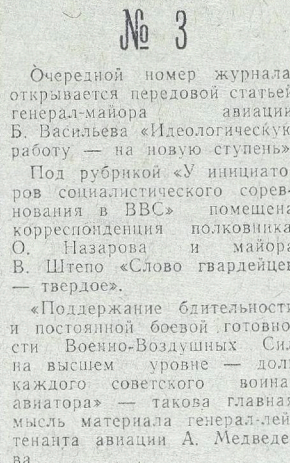 № 3
Очередной номер журнала
открывается передовой статьей
генерал-майора авиации
Б. Васильева «Идеологическую
работу — на новую ступень»
Под рубрикой «У инициато
ров социалистического сорев-
нования в ВВС» помещена
корреспонденция полковника
О. Назарова и майора
В. Штепо «Слово гвардейцев
— твердое».
«Поддержание бдительности
и постоянной боевой готовно-
сти Военно-Воздушных Сил
на высшем уровне — долг
каждого советского воина
авиатора» — такова главная
мысль материала генерал-лей
тенанта авиации А. Медведе
ва